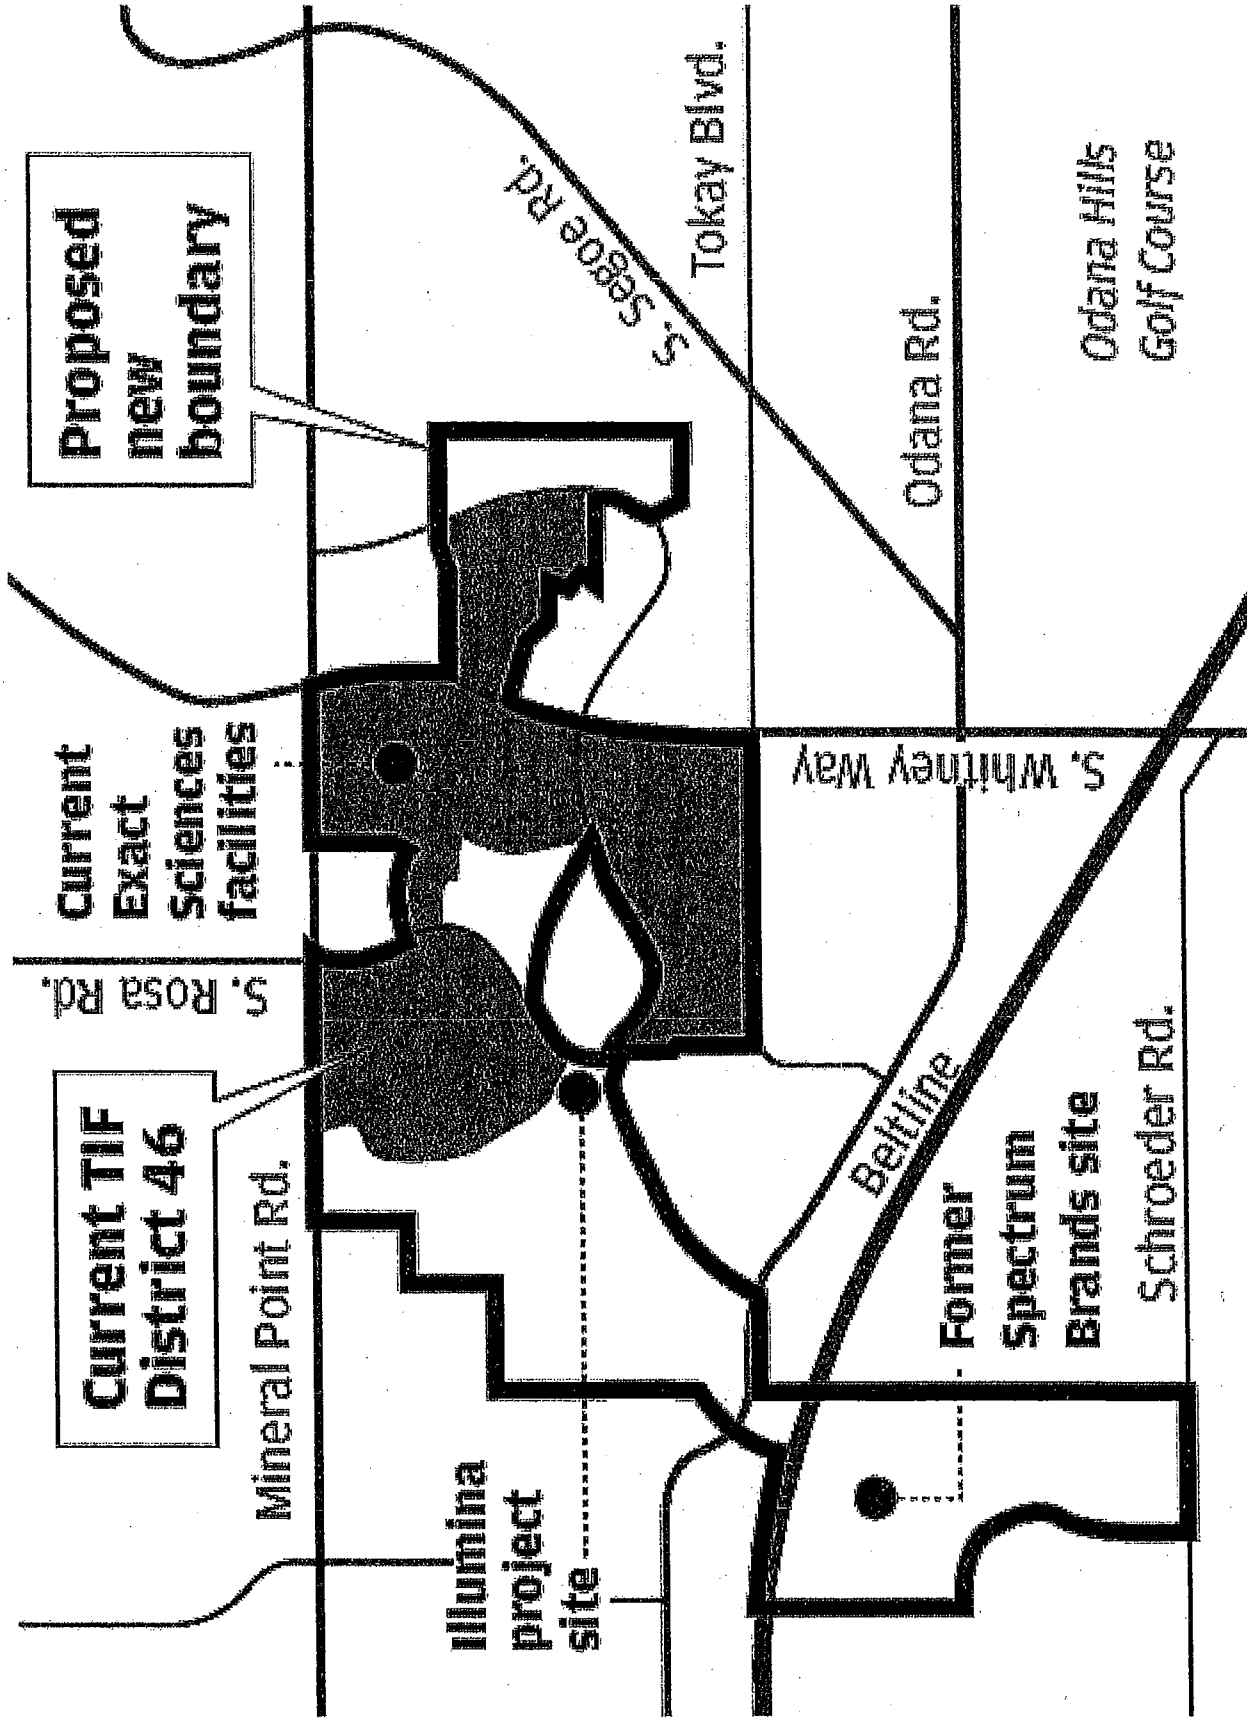 Current TIF
District 46
S. Rosa Rd.
Current
Exact
Sciences
facilities
Proposed
new
boundary
Mineral Point Rd.
S. Segoe Rd.
Tokay Blvd.
Illumina
project
site
S. Whitney Way
Odana Rd.
Beltline
Former
Spectrum
Brands site
Odana Hills
Golf Course
Schroeder Rd.